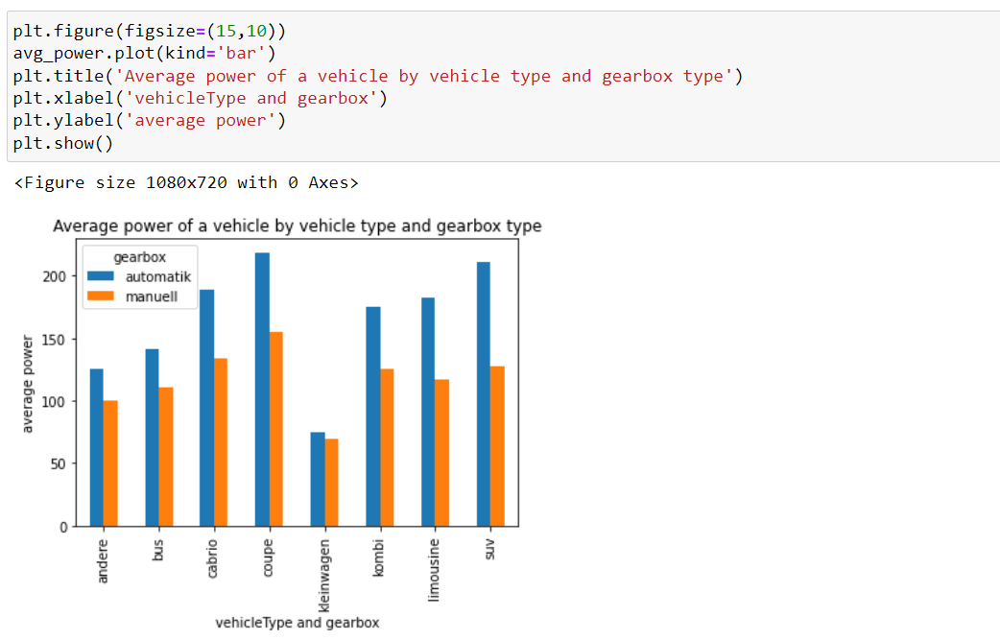 plt.figure(figsize=(15,10))
avg_power.plot(kind='bar')
plt.title('Average power of a vehicle by vehicle type and gearbox type')
plt.xlabel('vehicleType and gearbox')
plt.ylabel('average power')
plt.show()
<Figure size 1080x720 with 0 Axes>
Average power of a vehicle by vehicle type and gearbox type
gearbox
automatik
manuell
200
150
100
50
0
average power
andere
bus
cabrio
coupe
kleinwagen
kombi
limousine
suv
vehicleType and gearbox